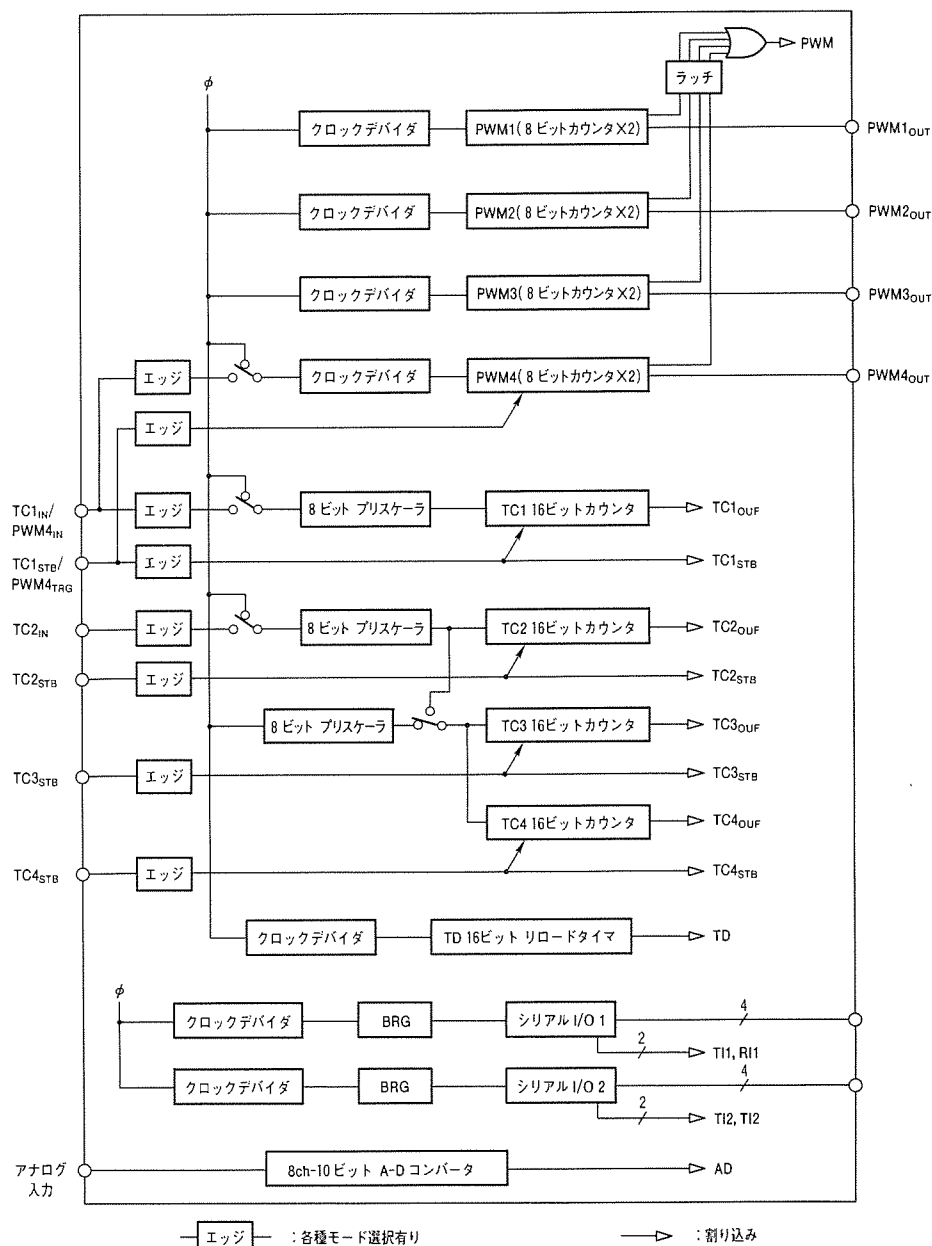 PWM
ラッチ
φ
クロックデバイダ
PWM1(8ビットカウンタ×2)
PWM1OUT
クロックデバイダ
PWM2(8ビットカウンタ×2)
PWM2OUT
クロックデバイダ
PWM3(8ビットカウンタ×2)
PWM3OUT
エッジ
クロックデバイダ
PWM4(8ビットカウンタ×2)
PWM4OUT
エッジ
TC1IN/
PWM4IN
エッジ
8ビット プリスケーラ
TC1 16ビットカウンタ
TC1OUF
TC1STB/
PWM4TRG
エッジ
TC1STB
TC2IN
エッジ
8ビット プリスケーラ
TC2 16ビットカウンタ
TC2OUF
TC2STB
エッジ
TC2STB
8ビット プリスケーラ
TC3 16ビットカウンタ
TC3OUF
TC3STB
エッジ
TC3STB
TC4 16ビットカウンタ
TC4OUF
TC4STB
エッジ
TC4STB
クロックデバイダ
TD 16ビット リロードタイマ
TD
φ
クロックデバイダ
BRG
シリアル I/O 1
4
2
TI1, RI1
クロックデバイダ
BRG
シリアル I/O 2
4
2
TI2, TI2
アナログ
入力
8ch-10ビット A-D コンバータ
AD
エッジ :各種モード選択有り
:割り込み